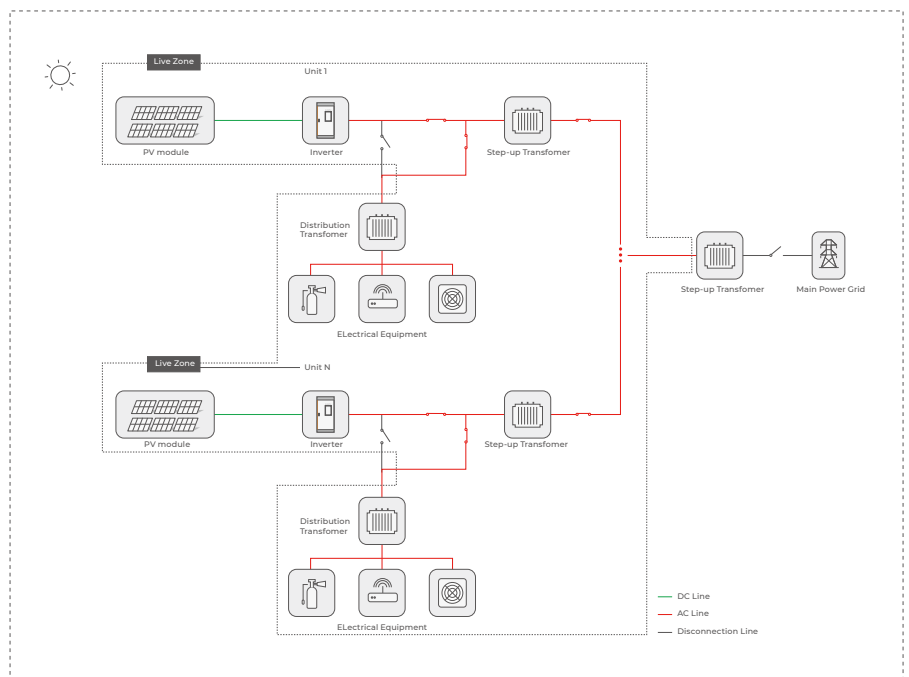 Live Zone
Unit 1
PV module
Inverter
Step-up Transfomer
Distribution
Transfomer
ELectrical Equipment
Step-up Transfomer
Main Power Grid
Live Zone
Unit N
PV module
Inverter
Step-up Transfomer
Distribution
Transfomer
ELectrical Equipment
DC Line
AC Line
Disconnection Line